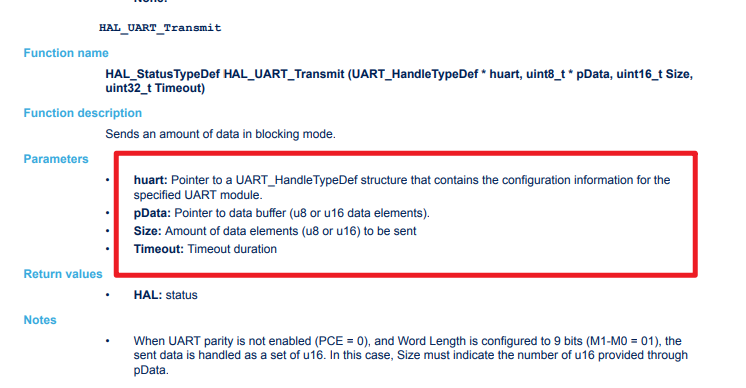 None.
HAL_UART_Transmit
Function name
HAL_StatusTypeDef HAL_UART_Transmit (UART_HandleTypeDef * huart, uint8_t * pData, uint16_t Size,
uint32_t Timeout)
Function description
Sends an amount of data in blocking mode.
Parameters
• huart: Pointer to a UART_HandleTypeDef structure that contains the configuration information for the
specified UART module.
• pData: Pointer to data buffer (u8 or u16 data elements).
• Size: Amount of data elements (u8 or u16) to be sent
• Timeout: Timeout duration
Return values
• HAL: status
Notes
• When UART parity is not enabled (PCE = 0), and Word Length is configured to 9 bits (M1-M0 = 01), the
sent data is handled as a set of u16. In this case, Size must indicate the number of u16 provided through
pData.